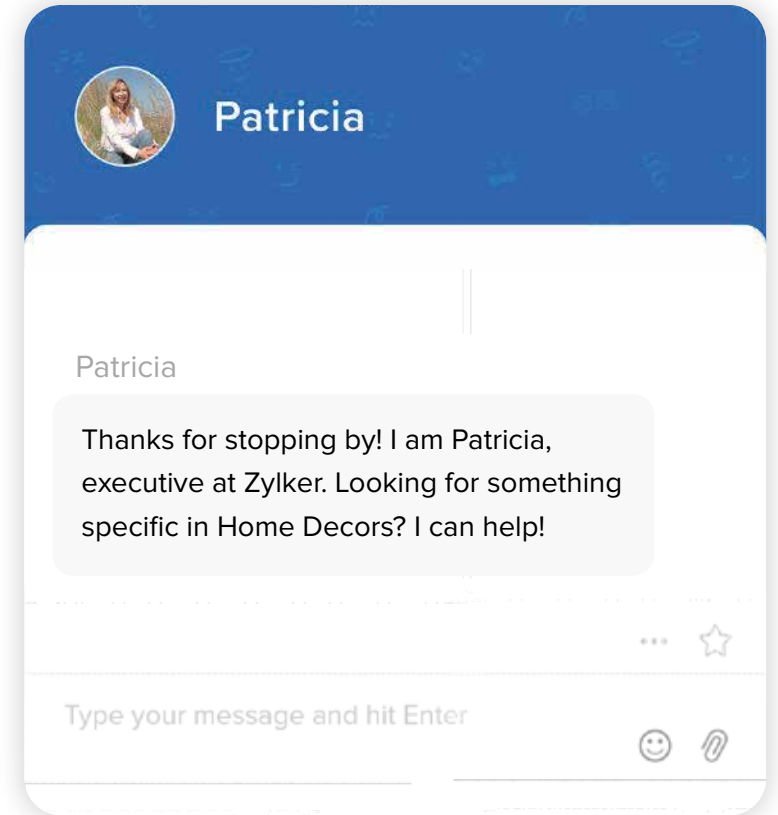 Patricia
Patricia
Thanks for stopping by! I am Patricia,
executive at Zylker. Looking for something
specific in Home Decors? I can help!
Type your message and hit Enter